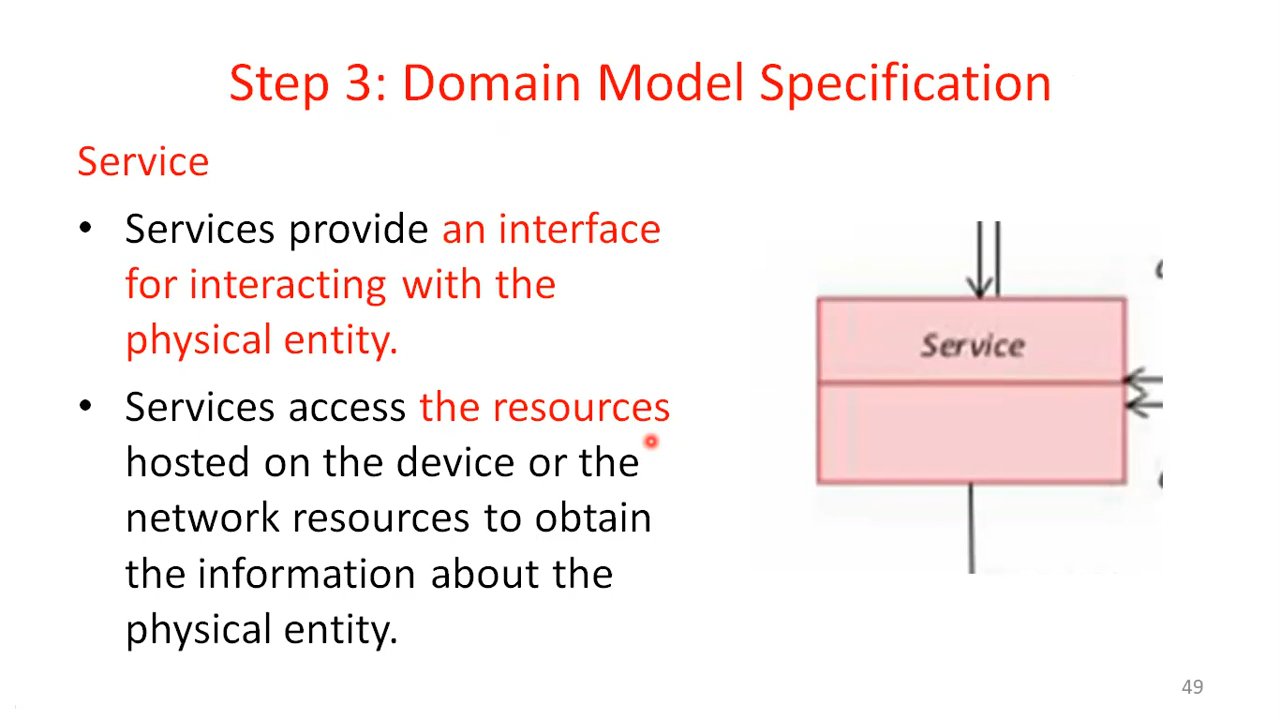 Step 3: Domain Model Specification
Service
• Services provide an interface
for interacting with the
physical entity.
• Services access the resources
hosted on the device or the
network resources to obtain
the information about the
physical entity.
Service
49